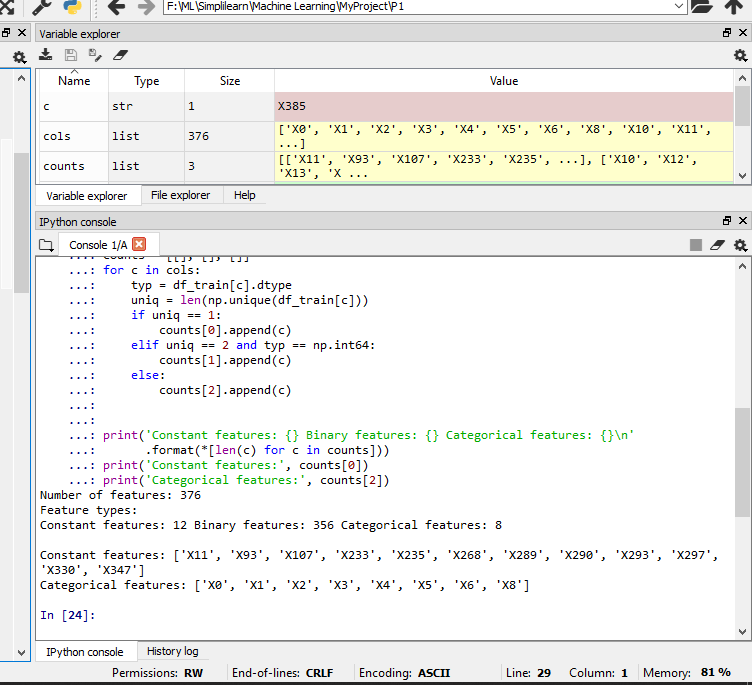 F:\ML\Simplilearn\Machine Learning\MyProject\P1
Variable explorer
Name Type Size Value
c str 1 X385
cols list 376 ['X0', 'X1', 'X2', 'X3', 'X4', 'X5', 'X6', 'X8', 'X10', 'X11',
...]
counts list 3 [['X11', 'X93', 'X107', 'X233', 'X235', ...], ['X10', 'X12',
'X13', 'X ...
Variable explorer File explorer Help
IPython console
Console 1/A
...: counts = [[], [], []]
...: for c in cols:
...:     typ = df_train[c].dtype
...:     uniq = len(np.unique(df_train[c]))
...:     if uniq == 1:
...:         counts[0].append(c)
...:     elif uniq == 2 and typ == np.int64:
...:         counts[1].append(c)
...:     else:
...:         counts[2].append(c)
...:
...:
...: print('Constant features: {} Binary features: {} Categorical features: {}\n'
...:       .format(*[len(c) for c in counts]))
...: print('Constant features:', counts[0])
...: print('Categorical features:', counts[2])
Number of features: 376
Feature types:
Constant features: 12 Binary features: 356 Categorical features: 8
Constant features: ['X11', 'X93', 'X107', 'X233', 'X235', 'X268', 'X289', 'X290', 'X293', 'X297',
'X330', 'X347']
Categorical features: ['X0', 'X1', 'X2', 'X3', 'X4', 'X5', 'X6', 'X8']
In [24]:
IPython console History log
Permissions: RW End-of-lines: CRLF Encoding: ASCII Line: 29 Column: 1 Memory: 81 %